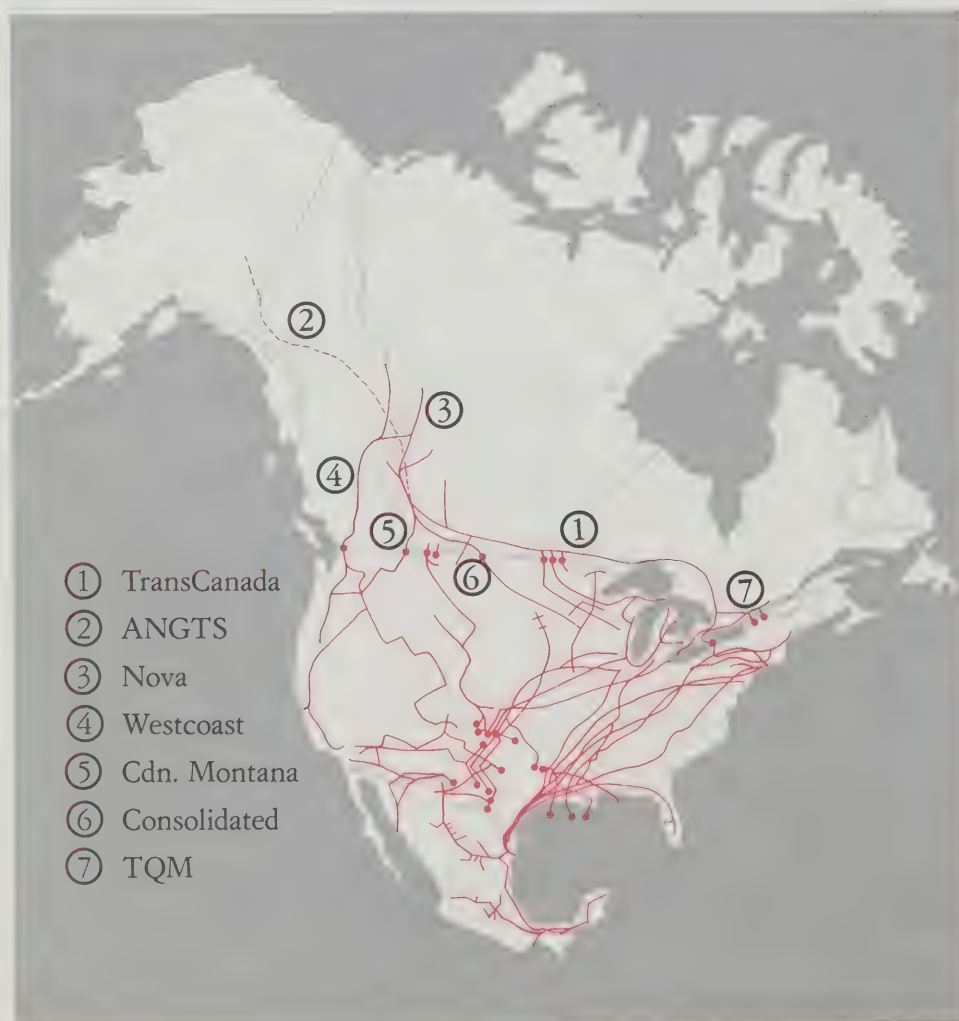 2
3
4
5
1
6
7
1 TransCanada
2 ANGTS
3 Nova
4 Westcoast
5 Cdn. Montana
6 Consolidated
7 TQM